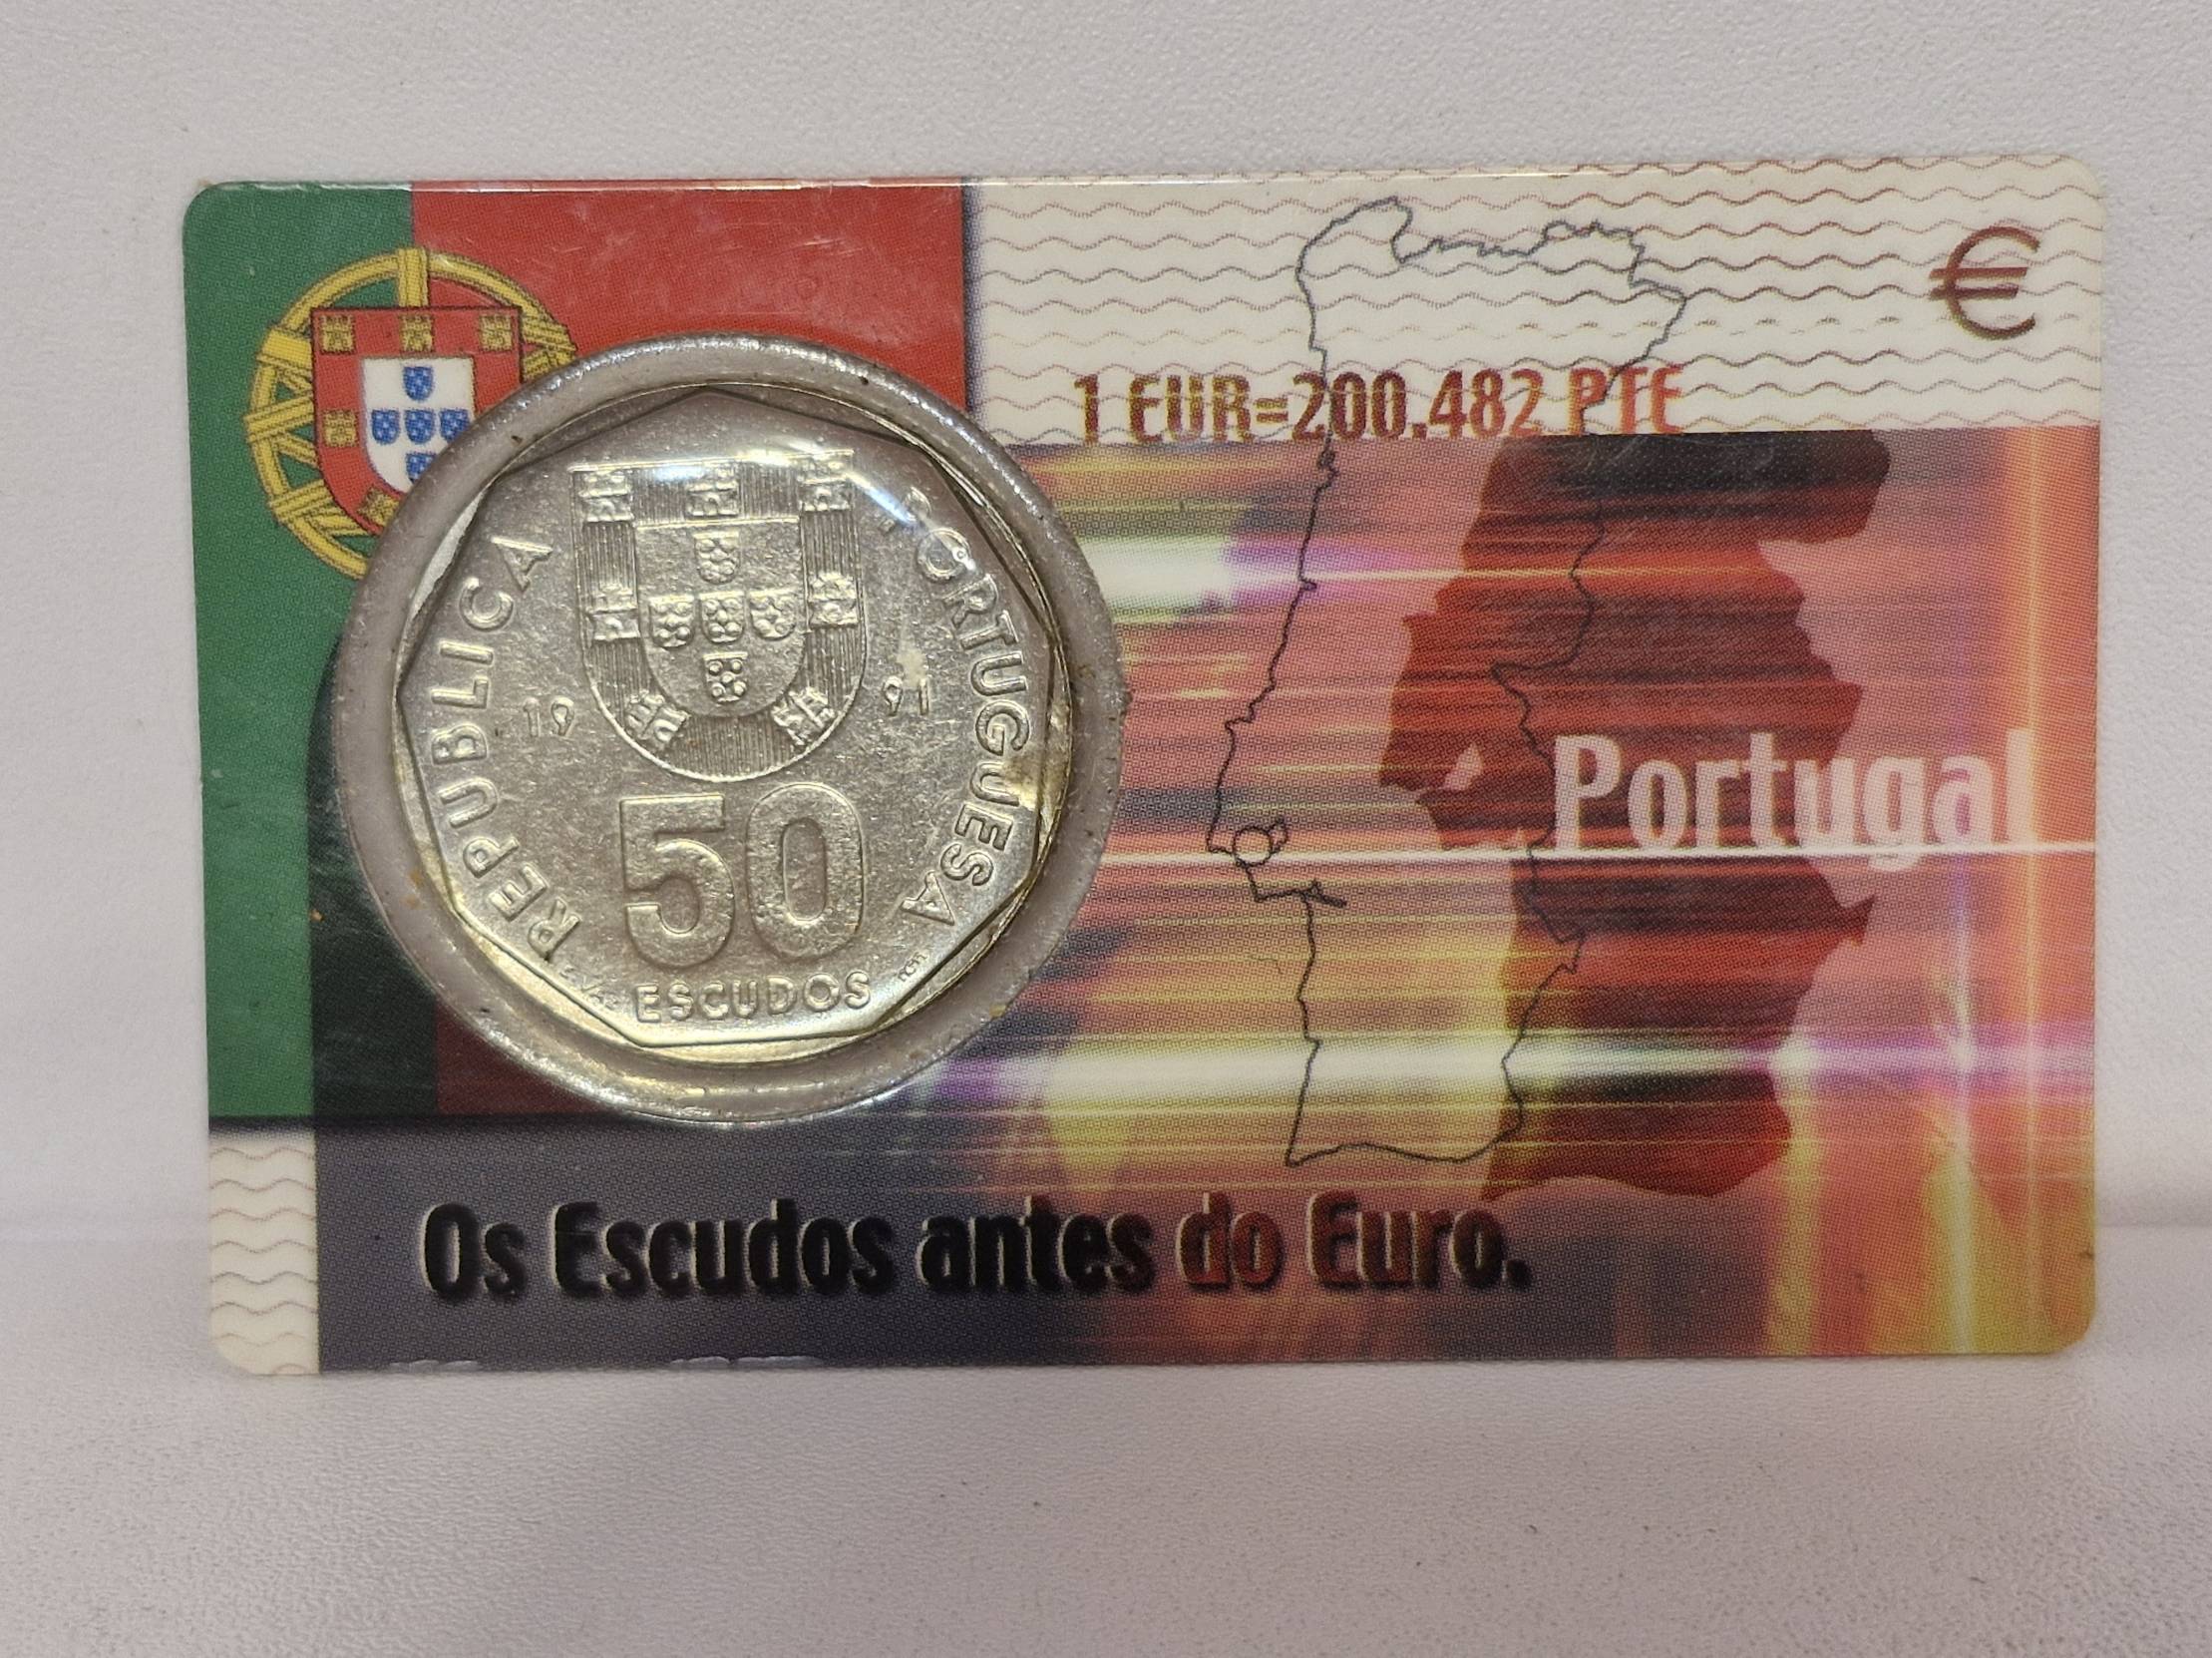 €
1 EUR=200,482 PTE
REPUBLICA PORTUGUESA
19 91
50
ESCUDOS
Portugal
Os Escudos antes do Euro.